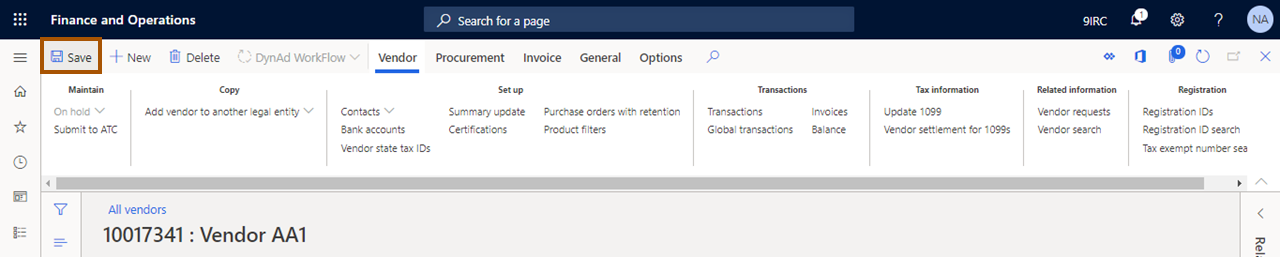 Finance and Operations
Search for a page
9IRC
1
?
NA
Save
New
Delete
DynAd WorkFlow
Vendor
Procurement
Invoice
General
Options
0
Maintain
On hold
Submit to ATC
Copy
Add vendor to another legal entity
Set up
Contacts
Bank accounts
Vendor state tax IDs
Summary update
Certifications
Purchase orders with retention
Product filters
Transactions
Transactions
Global transactions
Invoices
Balance
Tax information
Update 1099
Vendor settlement for 1099s
Related information
Vendor requests
Vendor search
Registration
Registration IDs
Registration ID search
Tax exempt number sea
All vendors
10017341 : Vendor AA1
Rela